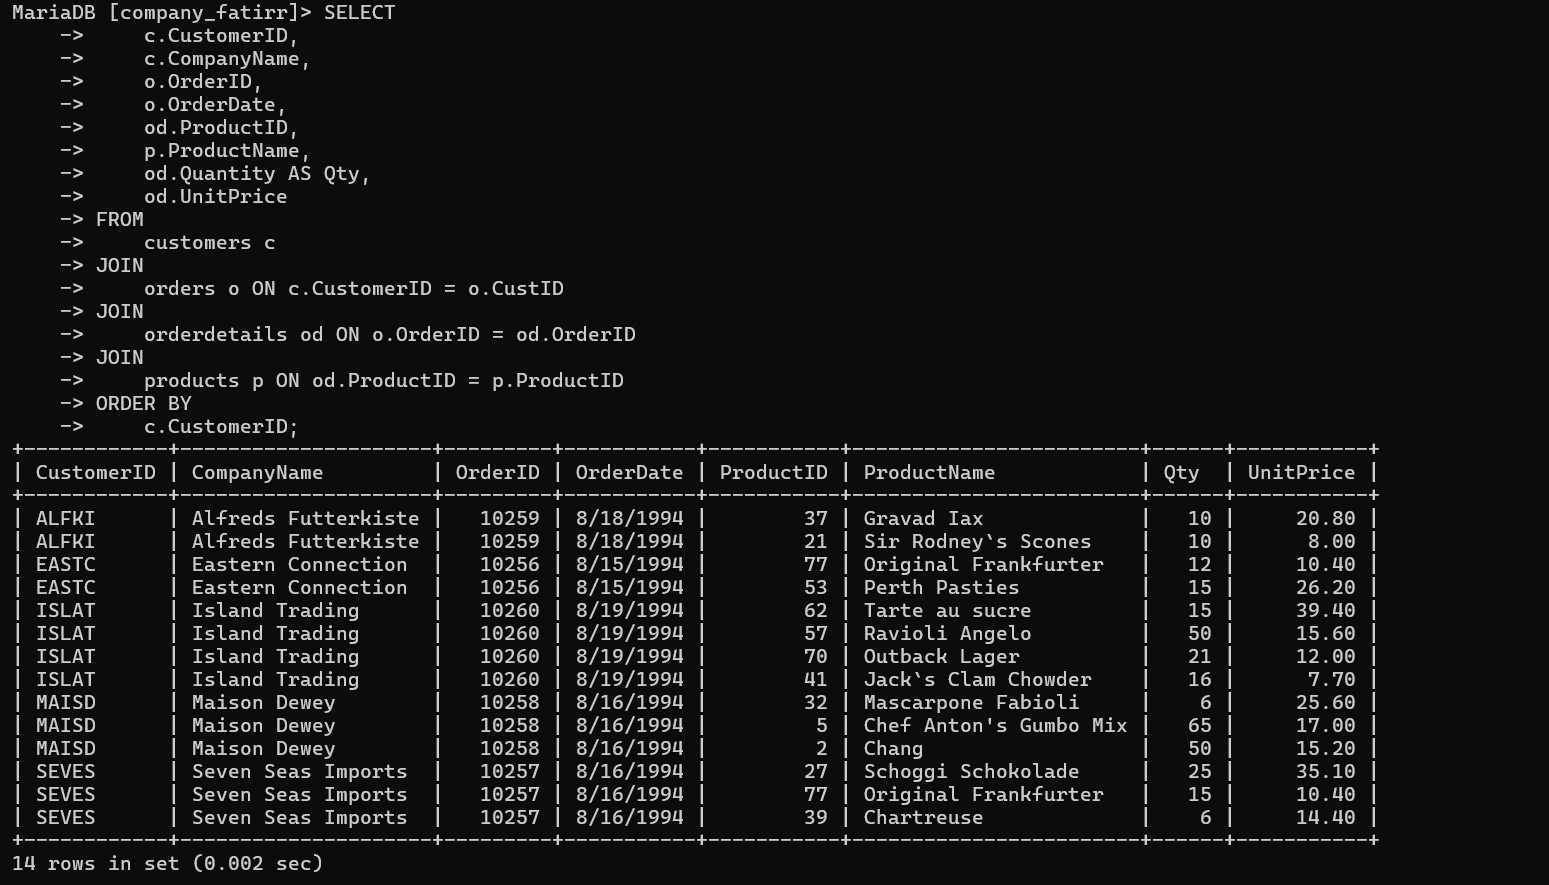 MariaDB [company_fatirr]> SELECT
    ->     c.CustomerID,
    ->     c.CompanyName,
    ->     o.OrderID,
    ->     o.OrderDate,
    ->     od.ProductID,
    ->     p.ProductName,
    ->     od.Quantity AS Qty,
    ->     od.UnitPrice
    -> FROM
    ->     customers c
    -> JOIN
    ->     orders o ON c.CustomerID = o.CustID
    -> JOIN
    ->     orderdetails od ON o.OrderID = od.OrderID
    -> JOIN
    ->     products p ON od.ProductID = p.ProductID
    -> ORDER BY
    ->     c.CustomerID;
+------------+---------------------+---------+-----------+-----------+------------------------+------+-----------+
| CustomerID | CompanyName         | OrderID | OrderDate | ProductID | ProductName            | Qty  | UnitPrice |
+------------+---------------------+---------+-----------+-----------+------------------------+------+-----------+
| ALFKI      | Alfreds Futterkiste |   10259 | 8/18/1994 |        37 | Gravad Iax             |   10 |     20.80 |
| ALFKI      | Alfreds Futterkiste |   10259 | 8/18/1994 |        21 | Sir Rodney`s Scones    |   10 |      8.00 |
| EASTC      | Eastern Connection  |   10256 | 8/15/1994 |        77 | Original Frankfurter   |   12 |     10.40 |
| EASTC      | Eastern Connection  |   10256 | 8/15/1994 |        53 | Perth Pasties          |   15 |     26.20 |
| ISLAT      | Island Trading      |   10260 | 8/19/1994 |        62 | Tarte au sucre         |   15 |     39.40 |
| ISLAT      | Island Trading      |   10260 | 8/19/1994 |        57 | Ravioli Angelo         |   50 |     15.60 |
| ISLAT      | Island Trading      |   10260 | 8/19/1994 |        70 | Outback Lager          |   21 |     12.00 |
| ISLAT      | Island Trading      |   10260 | 8/19/1994 |        41 | Jack`s Clam Chowder    |   16 |      7.70 |
| MAISD      | Maison Dewey        |   10258 | 8/16/1994 |        32 | Mascarpone Fabioli     |    6 |     25.60 |
| MAISD      | Maison Dewey        |   10258 | 8/16/1994 |         5 | Chef Anton's Gumbo Mix |   65 |     17.00 |
| MAISD      | Maison Dewey        |   10258 | 8/16/1994 |         2 | Chang                  |   50 |     15.20 |
| SEVES      | Seven Seas Imports  |   10257 | 8/16/1994 |        27 | Schoggi Schokolade     |   25 |     35.10 |
| SEVES      | Seven Seas Imports  |   10257 | 8/16/1994 |        77 | Original Frankfurter   |   15 |     10.40 |
| SEVES      | Seven Seas Imports  |   10257 | 8/16/1994 |        39 | Chartreuse             |    6 |     14.40 |
+------------+---------------------+---------+-----------+-----------+------------------------+------+-----------+
14 rows in set (0.002 sec)